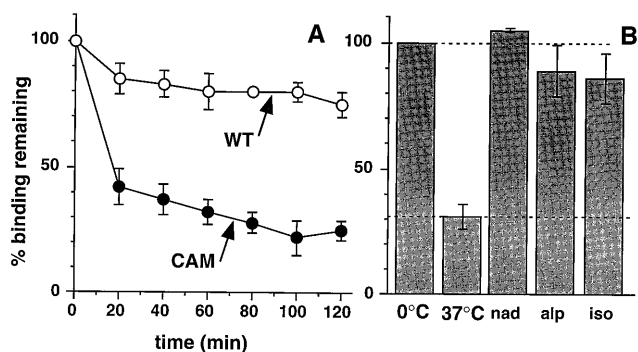 A
B
% binding remaining
100
50
0
WT
CAM
0 20 40 60 80 100 120
time (min)
100
50
0
0°C 37°C nad alp iso